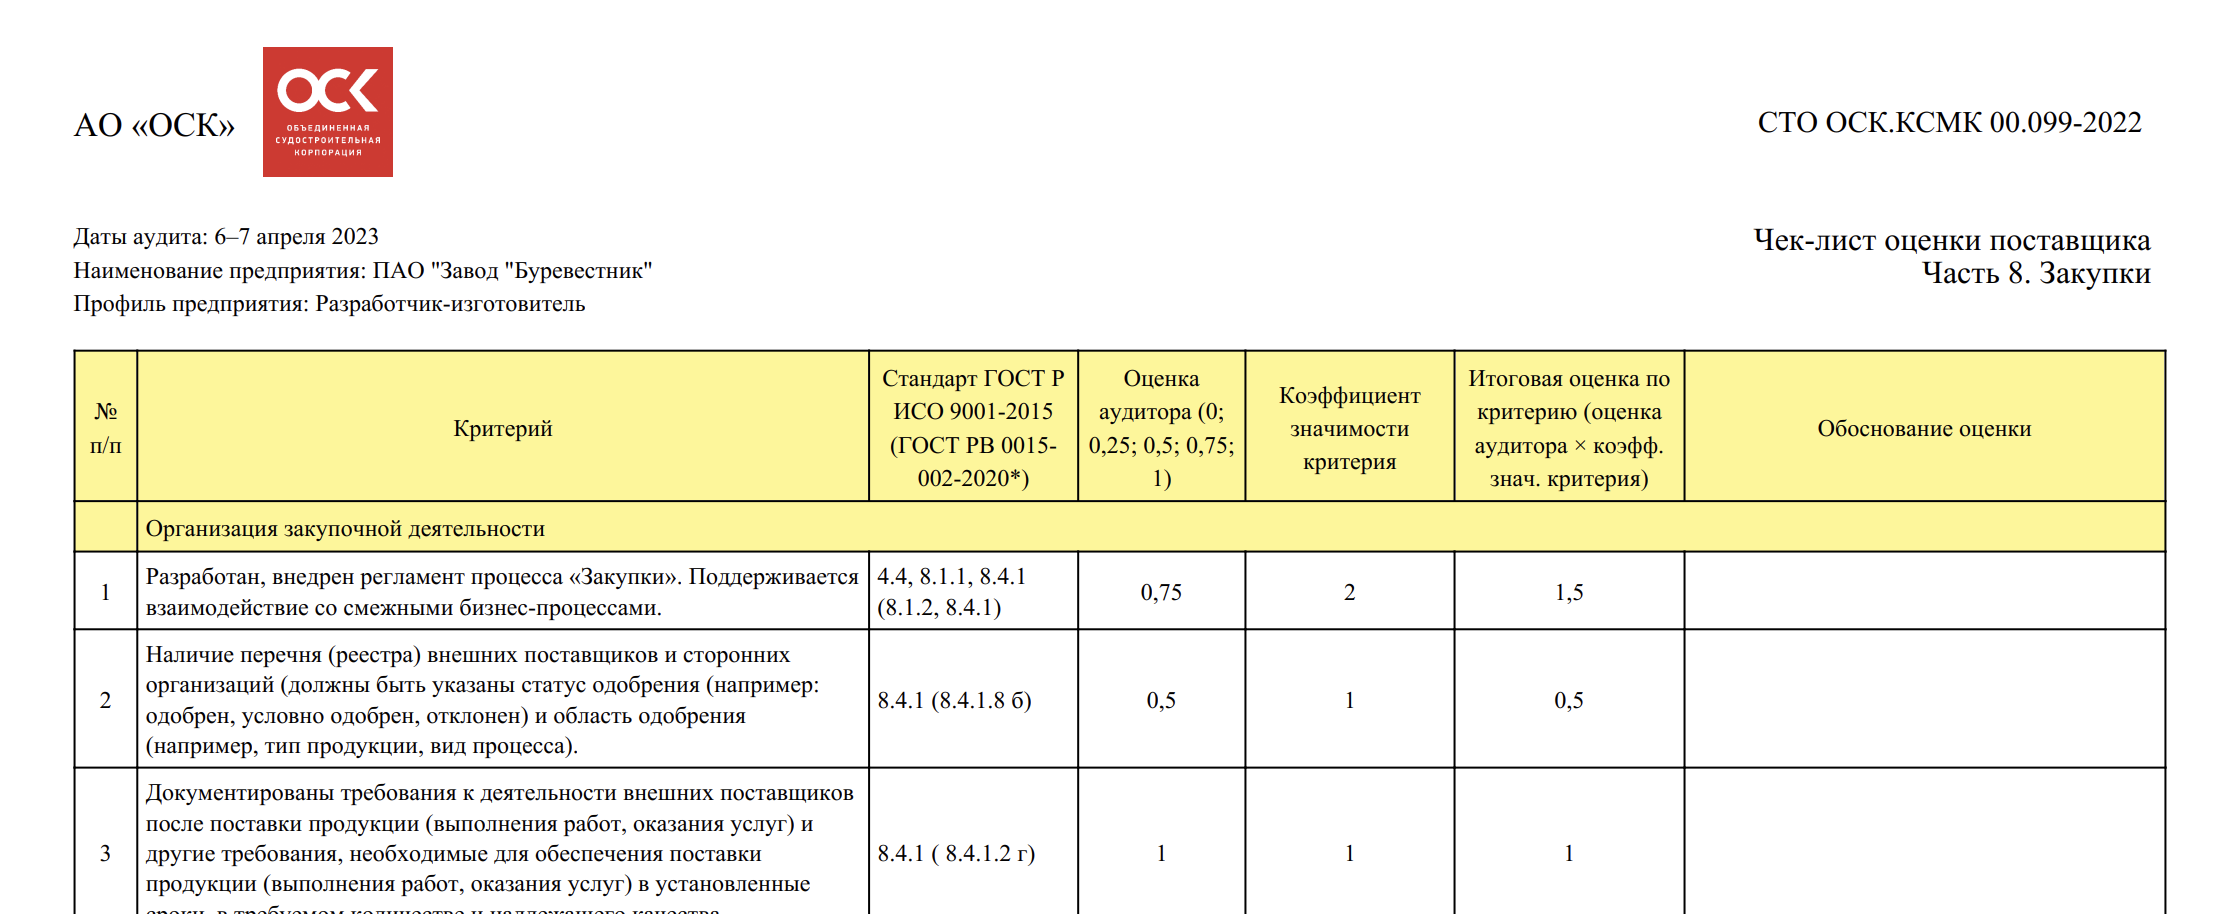 АО «ОСК»
ОСК
ОБЪЕДИНЕННАЯ
СУДОСТРОИТЕЛЬНАЯ
КОРПОРАЦИЯ
СТО ОСК.КСМК 00.099-2022
Даты аудита: 6–7 апреля 2023
Наименование предприятия: ПАО "Завод "Буревестник"
Профиль предприятия: Разработчик-изготовитель
Чек-лист оценки поставщика
Часть 8. Закупки
№
п/п
Критерий
Стандарт ГОСТ Р
ИСО 9001-2015
(ГОСТ РВ 0015-
002-2020*)
Оценка
аудитора (0;
0,25; 0,5; 0,75;
1)
Коэффициент
значимости
критерия
Итоговая оценка по
критерию (оценка
аудитора × коэфф.
знач. критерия)
Обоснование оценки
Организация закупочной деятельности
1
Разработан, внедрен регламент процесса «Закупки». Поддерживается
взаимодействие со смежными бизнес-процессами.
4.4, 8.1.1, 8.4.1
(8.1.2, 8.4.1)
0,75
2
1,5
2
Наличие перечня (реестра) внешних поставщиков и сторонних
организаций (должны быть указаны статус одобрения (например:
одобрен, условно одобрен, отклонен) и область одобрения
(например, тип продукции, вид процесса).
8.4.1 (8.4.1.8 б)
0,5
1
0,5
3
Документированы требования к деятельности внешних поставщиков
после поставки продукции (выполнения работ, оказания услуг) и
другие требования, необходимые для обеспечения поставки
продукции (выполнения работ, оказания услуг) в установленные
сроки, в требуемом количестве и надлежащего качества.
8.4.1 ( 8.4.1.2 г)
1
1
1